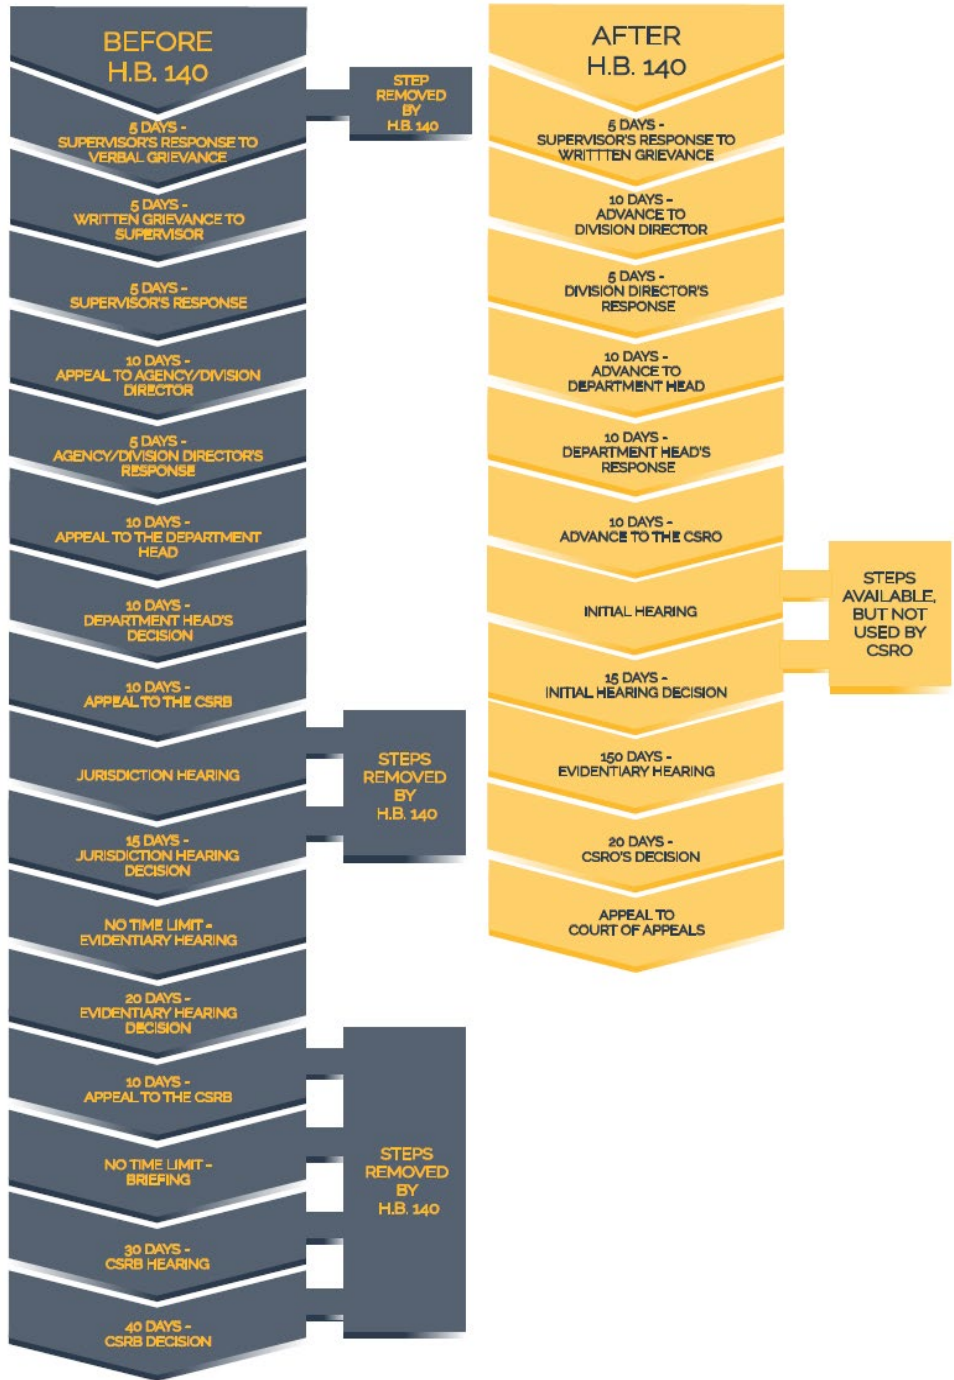 BEFORE
H.B. 140
STEP
REMOVED
BY
H.B. 140
5 DAYS -
SUPERVISOR'S RESPONSE TO
VERBAL GRIEVANCE
5 DAYS -
WRITTEN GRIEVANCE TO
SUPERVISOR
5 DAYS -
SUPERVISOR'S RESPONSE
10 DAYS -
APPEAL TO AGENCY/DIVISION
DIRECTOR
5 DAYS -
AGENCY/DIVISION DIRECTOR'S
RESPONSE
10 DAYS -
APPEAL TO THE DEPARTMENT
HEAD
10 DAYS -
DEPARTMENT HEAD'S
DECISION
10 DAYS -
APPEAL TO THE CSRB
JURISDICTION HEARING
15 DAYS -
JURISDICTION HEARING
DECISION
STEPS
REMOVED
BY
H.B. 140
NO TIME LIMIT -
EVIDENTIARY HEARING
20 DAYS -
EVIDENTIARY HEARING
DECISION
10 DAYS -
APPEAL TO THE CSRB
NO TIME LIMIT -
BRIEFING
30 DAYS -
CSRB HEARING
40 DAYS -
CSRB DECISION
STEPS
REMOVED
BY
H.B. 140
AFTER
H.B. 140
5 DAYS -
SUPERVISOR'S RESPONSE TO
WRITTTEN GRIEVANCE
10 DAYS -
ADVANCE TO
DIVISION DIRECTOR
5 DAYS -
DIVISION DIRECTOR'S
RESPONSE
10 DAYS -
ADVANCE TO
DEPARTMENT HEAD
10 DAYS -
DEPARTMENT HEAD'S
RESPONSE
10 DAYS -
ADVANCE TO THE CSRO
INITIAL HEARING
15 DAYS -
INITIAL HEARING DECISION
STEPS
AVAILABLE,
BUT NOT
USED BY
CSRO
150 DAYS -
EVIDENTIARY HEARING
20 DAYS -
CSRO'S DECISION
APPEAL TO
COURT OF APPEALS